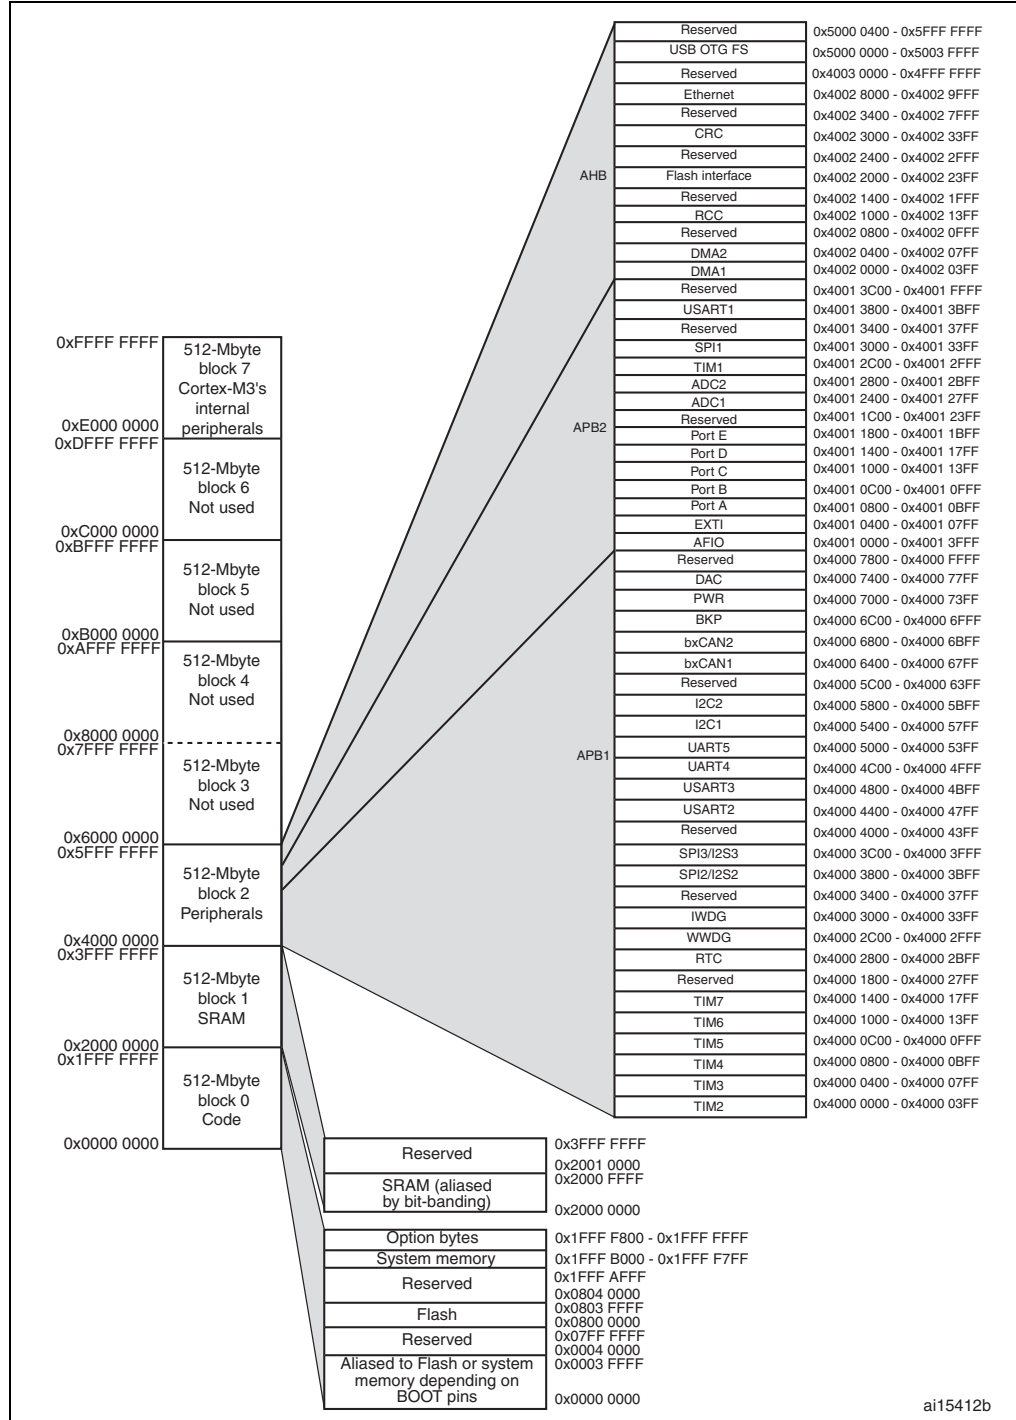 Reserved 0x5000 0400 - 0x5FFF FFFF
USB OTG FS 0x5000 0000 - 0x5003 FFFF
Reserved 0x4003 0000 - 0x4FFF FFFF
Ethernet 0x4002 8000 - 0x4002 9FFF
Reserved 0x4002 3400 - 0x4002 7FFF
CRC 0x4002 3000 - 0x4002 33FF
Reserved 0x4002 2400 - 0x4002 2FFF
AHB
Flash interface 0x4002 2000 - 0x4002 23FF
Reserved 0x4002 1400 - 0x4002 1FFF
RCC 0x4002 1000 - 0x4002 13FF
Reserved 0x4002 0800 - 0x4002 0FFF
DMA2 0x4002 0400 - 0x4002 07FF
DMA1 0x4002 0000 - 0x4002 03FF
Reserved 0x4001 3C00 - 0x4001 FFFF
USART1 0x4001 3800 - 0x4001 3BFF
Reserved 0x4001 3400 - 0x4001 37FF
SPI1 0x4001 3000 - 0x4001 33FF
TIM1 0x4001 2C00 - 0x4001 2FFF
ADC2 0x4001 2800 - 0x4001 2BFF
ADC1 0x4001 2400 - 0x4001 27FF
Reserved 0x4001 1C00 - 0x4001 23FF
APB2
Port E 0x4001 1800 - 0x4001 1BFF
Port D 0x4001 1400 - 0x4001 17FF
Port C 0x4001 1000 - 0x4001 13FF
Port B 0x4001 0C00 - 0x4001 0FFF
Port A 0x4001 0800 - 0x4001 0BFF
EXTI 0x4001 0400 - 0x4001 07FF
AFIO 0x4001 0000 - 0x4001 3FFF
Reserved 0x4000 7800 - 0x4000 FFFF
DAC 0x4000 7400 - 0x4000 77FF
PWR 0x4000 7000 - 0x4000 73FF
BKP 0x4000 6C00 - 0x4000 6FFF
bxCAN2 0x4000 6800 - 0x4000 6BFF
bxCAN1 0x4000 6400 - 0x4000 67FF
Reserved 0x4000 5C00 - 0x4000 63FF
I2C2 0x4000 5800 - 0x4000 5BFF
I2C1 0x4000 5400 - 0x4000 57FF
APB1
UART5 0x4000 5000 - 0x4000 53FF
UART4 0x4000 4C00 - 0x4000 4FFF
USART3 0x4000 4800 - 0x4000 4BFF
USART2 0x4000 4400 - 0x4000 47FF
Reserved 0x4000 4000 - 0x4000 43FF
SPI3/I2S3 0x4000 3C00 - 0x4000 3FFF
SPI2/I2S2 0x4000 3800 - 0x4000 3BFF
Reserved 0x4000 3400 - 0x4000 37FF
IWDG 0x4000 3000 - 0x4000 33FF
WWDG 0x4000 2C00 - 0x4000 2FFF
RTC 0x4000 2800 - 0x4000 2BFF
Reserved 0x4000 1800 - 0x4000 27FF
TIM7 0x4000 1400 - 0x4000 17FF
TIM6 0x4000 1000 - 0x4000 13FF
TIM5 0x4000 0C00 - 0x4000 0FFF
TIM4 0x4000 0800 - 0x4000 0BFF
TIM3 0x4000 0400 - 0x4000 07FF
TIM2 0x4000 0000 - 0x4000 03FF
0xFFFF FFFF
512-Mbyte
block 7
Cortex-M3's
internal
peripherals
0xE000 0000
0xDFFF FFFF
512-Mbyte
block 6
Not used
0xC000 0000
0xBFFF FFFF
512-Mbyte
block 5
Not used
0xB000 0000
0xAFFF FFFF
512-Mbyte
block 4
Not used
0x8000 0000
0x7FFF FFFF
512-Mbyte
block 3
Not used
0x6000 0000
0x5FFF FFFF
512-Mbyte
block 2
Peripherals
0x4000 0000
0x3FFF FFFF
512-Mbyte
block 1
SRAM
0x2000 0000
0x1FFF FFFF
512-Mbyte
block 0
Code
0x0000 0000
0x3FFF FFFF
Reserved
0x2001 0000
0x2000 FFFF
SRAM (aliased
by bit-banding)
0x2000 0000
Option bytes 0x1FFF F800 - 0x1FFF FFFF
System memory 0x1FFF B000 - 0x1FFF F7FF
0x1FFF AFFF
Reserved
0x0804 0000
0x0803 FFFF
Flash
0x0800 0000
0x07FF FFFF
Reserved
0x0004 0000
0x0003 FFFF
Aliased to Flash or system
memory depending on
BOOT pins
0x0000 0000
ai15412b